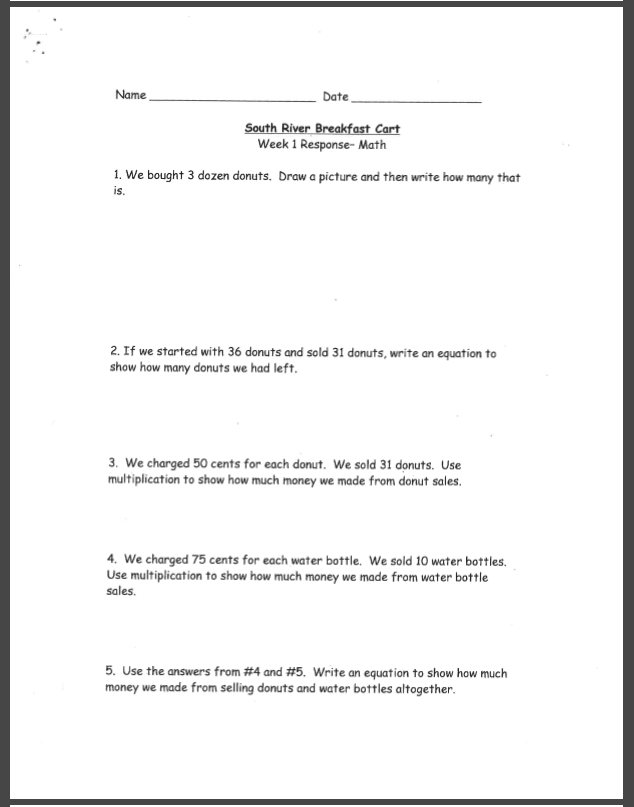 Name Date
South River Breakfast Cart
Week 1 Response- Math
1. We bought 3 dozen donuts. Draw a picture and then write how many that
is.
2. If we started with 36 donuts and sold 31 donuts, write an equation to
show how many donuts we had left.
3. We charged 50 cents for each donut. We sold 31 donuts. Use
multiplication to show how much money we made from donut sales.
4. We charged 75 cents for each water bottle. We sold 10 water bottles.
Use multiplication to show how much money we made from water bottle
sales.
5. Use the answers from #4 and #5. Write an equation to show how much
money we made from selling donuts and water bottles altogether.